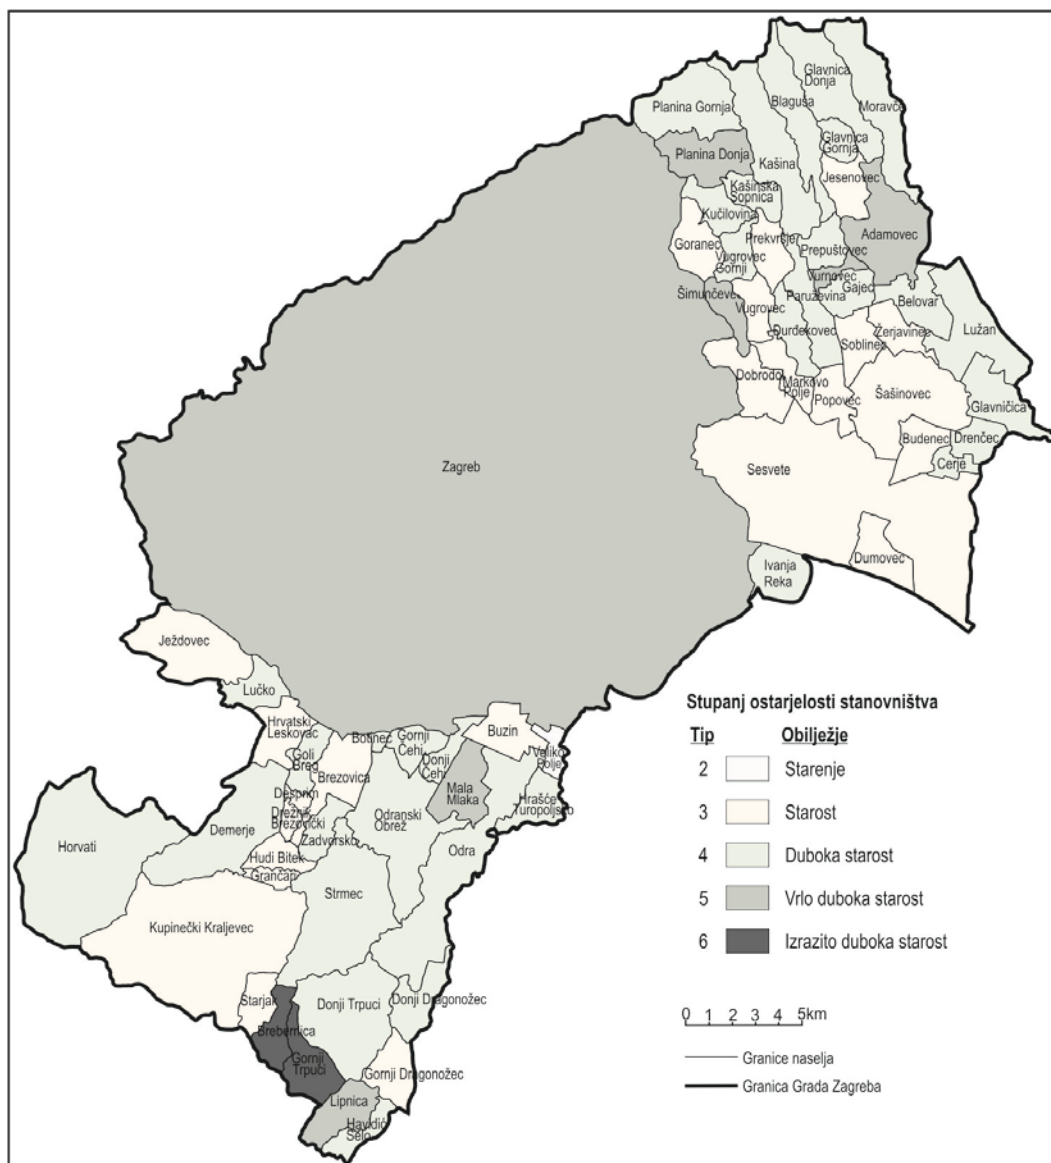 Glavnica
Donja
Blaguša
Moravče
Planina Gornja
Glavnica
Gornja
Planina Donja
Kašina
Jesenovec
Kašinska
Sopnica
Kučilovina
Adamovec
Goranec
Prekvršje
Vugrovec
Gornji
Prepuštovec
Vurnovec
Gajec
Šimunčevec
Paruževina
Belovar
Vugrovec
Đurđekovec
Žerjavinec
Lužan
Soblinec
Dobrodol
Markovo
Polje
Popovec
Šašinovec
Glavničica
Budenec
Drenčec
Cerje
Zagreb
Sesvete
Dumovec
Ivanja
Reka
Ježdovec
Lučko
Hrvatski
Leskovac
Botinec
Gornji
Čehi
Buzin
Veliko
Polje
Goli
Breg
Brezovica
Donji
Čehi
Desprim
Mala
Mlaka
Hrašće
Turopoljsko
Drežnik
Brezovički
Odranski
Obrež
Demerje
Zadvorsko
Horvati
Hudi Bitek
Odra
Grančari
Strmec
Kupinečki Kraljevec
Starjak
Donji Trpuci
Donji Dragonožec
Brebernica
Gornji
Trpuci
Gornji Dragonožec
Lipnica
Havidić
Selo
Stupanj ostarjelosti stanovništva
Tip Obilježje
2 Starenje
3 Starost
4 Duboka starost
5 Vrlo duboka starost
6 Izrazito duboka starost
0 1 2 3 4 5km
Granice naselja
Granica Grada Zagreba